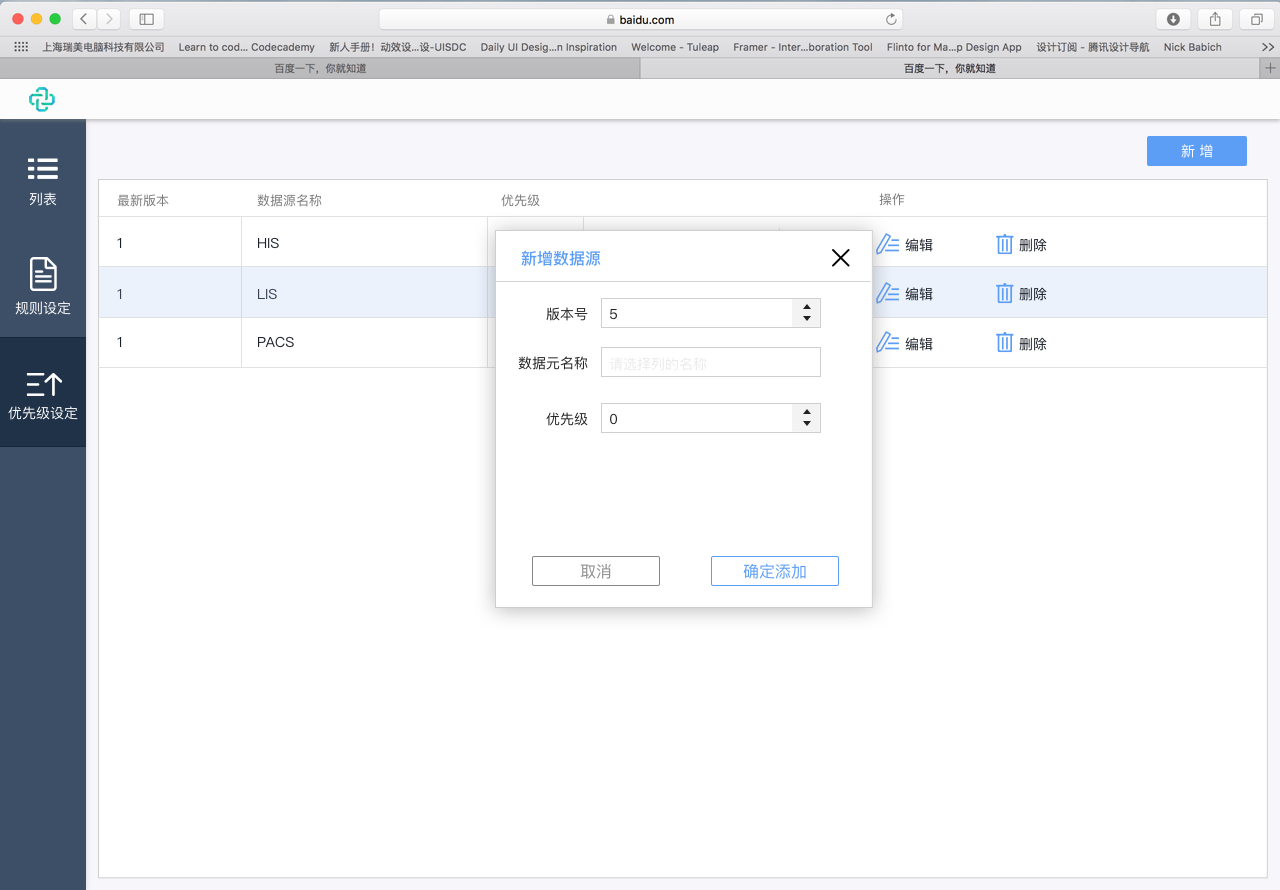 baidu.com
上海瑞美电脑科技有限公司 Learn to cod... Codecademy 新人手册！动效设...设-UISDC Daily UI Desig...n Inspiration Welcome - Tuleap Framer - Inter...boration Tool Flinto for Ma...p Design App 设计订阅 - 腾讯设计导航 Nick Babich
百度一下，你就知道 百度一下，你就知道
新 增
列表
规则设定
优先级设定
最新版本 数据源名称 优先级 操作
1 HIS 编辑 删除
1 LIS 编辑 删除
1 PACS 编辑 删除
新增数据源
版本号 5
数据元名称 请选择列的名称
优先级 0
取消 确定添加